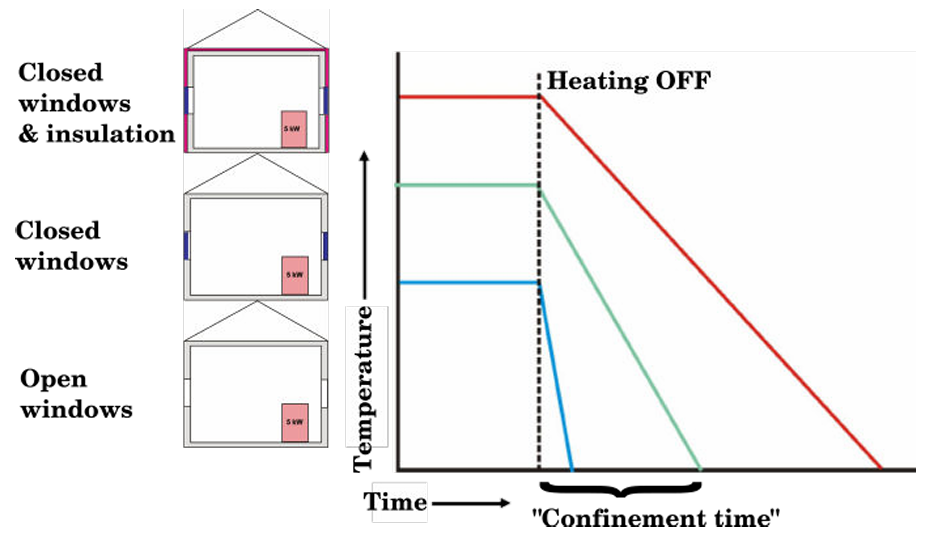 Closed
windows
& insulation
5 kW
Closed
windows
5 kW
Open
windows
5 kW
Heating OFF
Temperature
Time
"Confinement time"